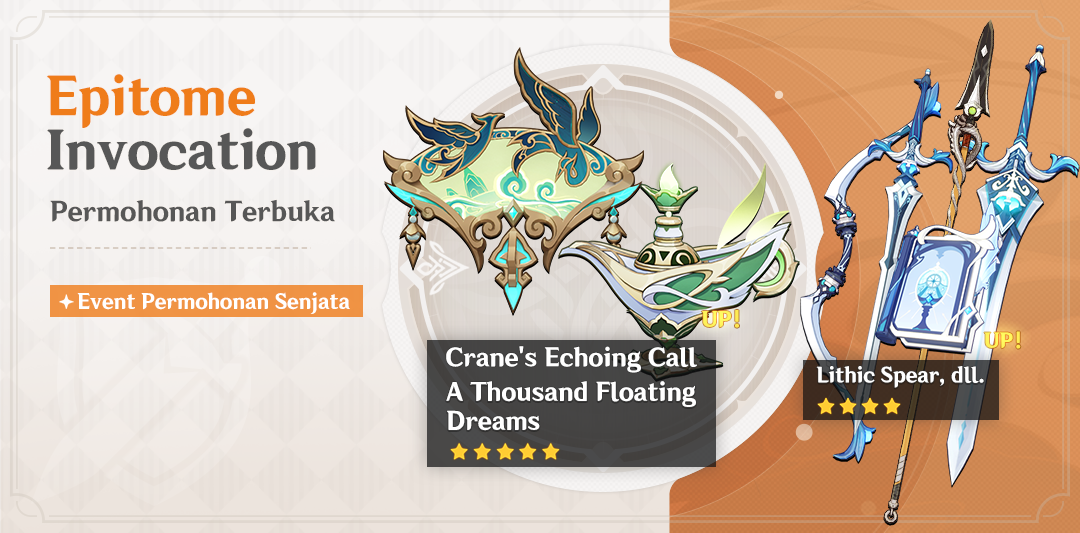 Epitome
Invocation
Permohonan Terbuka
Event Permohonan Senjata
UP!
Crane's Echoing Call
A Thousand Floating
Dreams
UP!
Lithic Spear, dll.